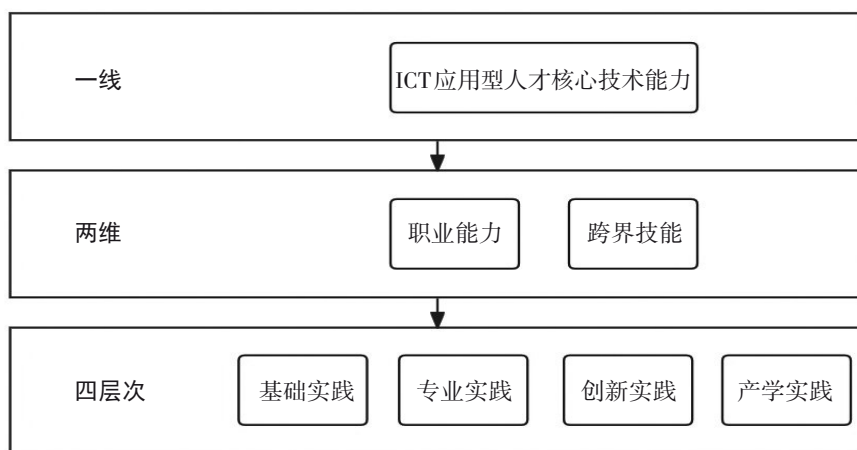 一线
ICT应用型人才核心技术能力
两维
职业能力
跨界技能
四层次
基础实践
专业实践
创新实践
产学实践